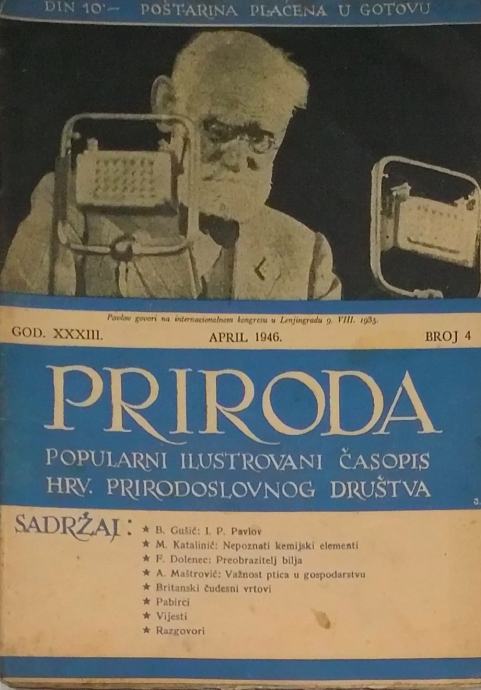 DIN 10·— POŠTARINA PLAĆENA U GOTOVU
Pavlov govori na internacionalnom kongresu u Lenjingradu 9. VIII. 1935.
GOD. XXXIII. APRIL 1946. BROJ 4
PRIRODA
POPULARNI ILUSTROVANI ČASOPIS
HRV. PRIRODOSLOVNOG DRUŠTVA
SADRŽAJ:
★ B. Gušić: I. P. Pavlov
★ M. Katalinić: Nepoznati kemijski elementi
★ F. Dolenec: Preobrazitelj bilja
★ A. Maštrović: Važnost ptica u gospodarstvu
★ Britanski čudesni vrtovi
★ Pabirci
★ Vijesti
★ Razgovori